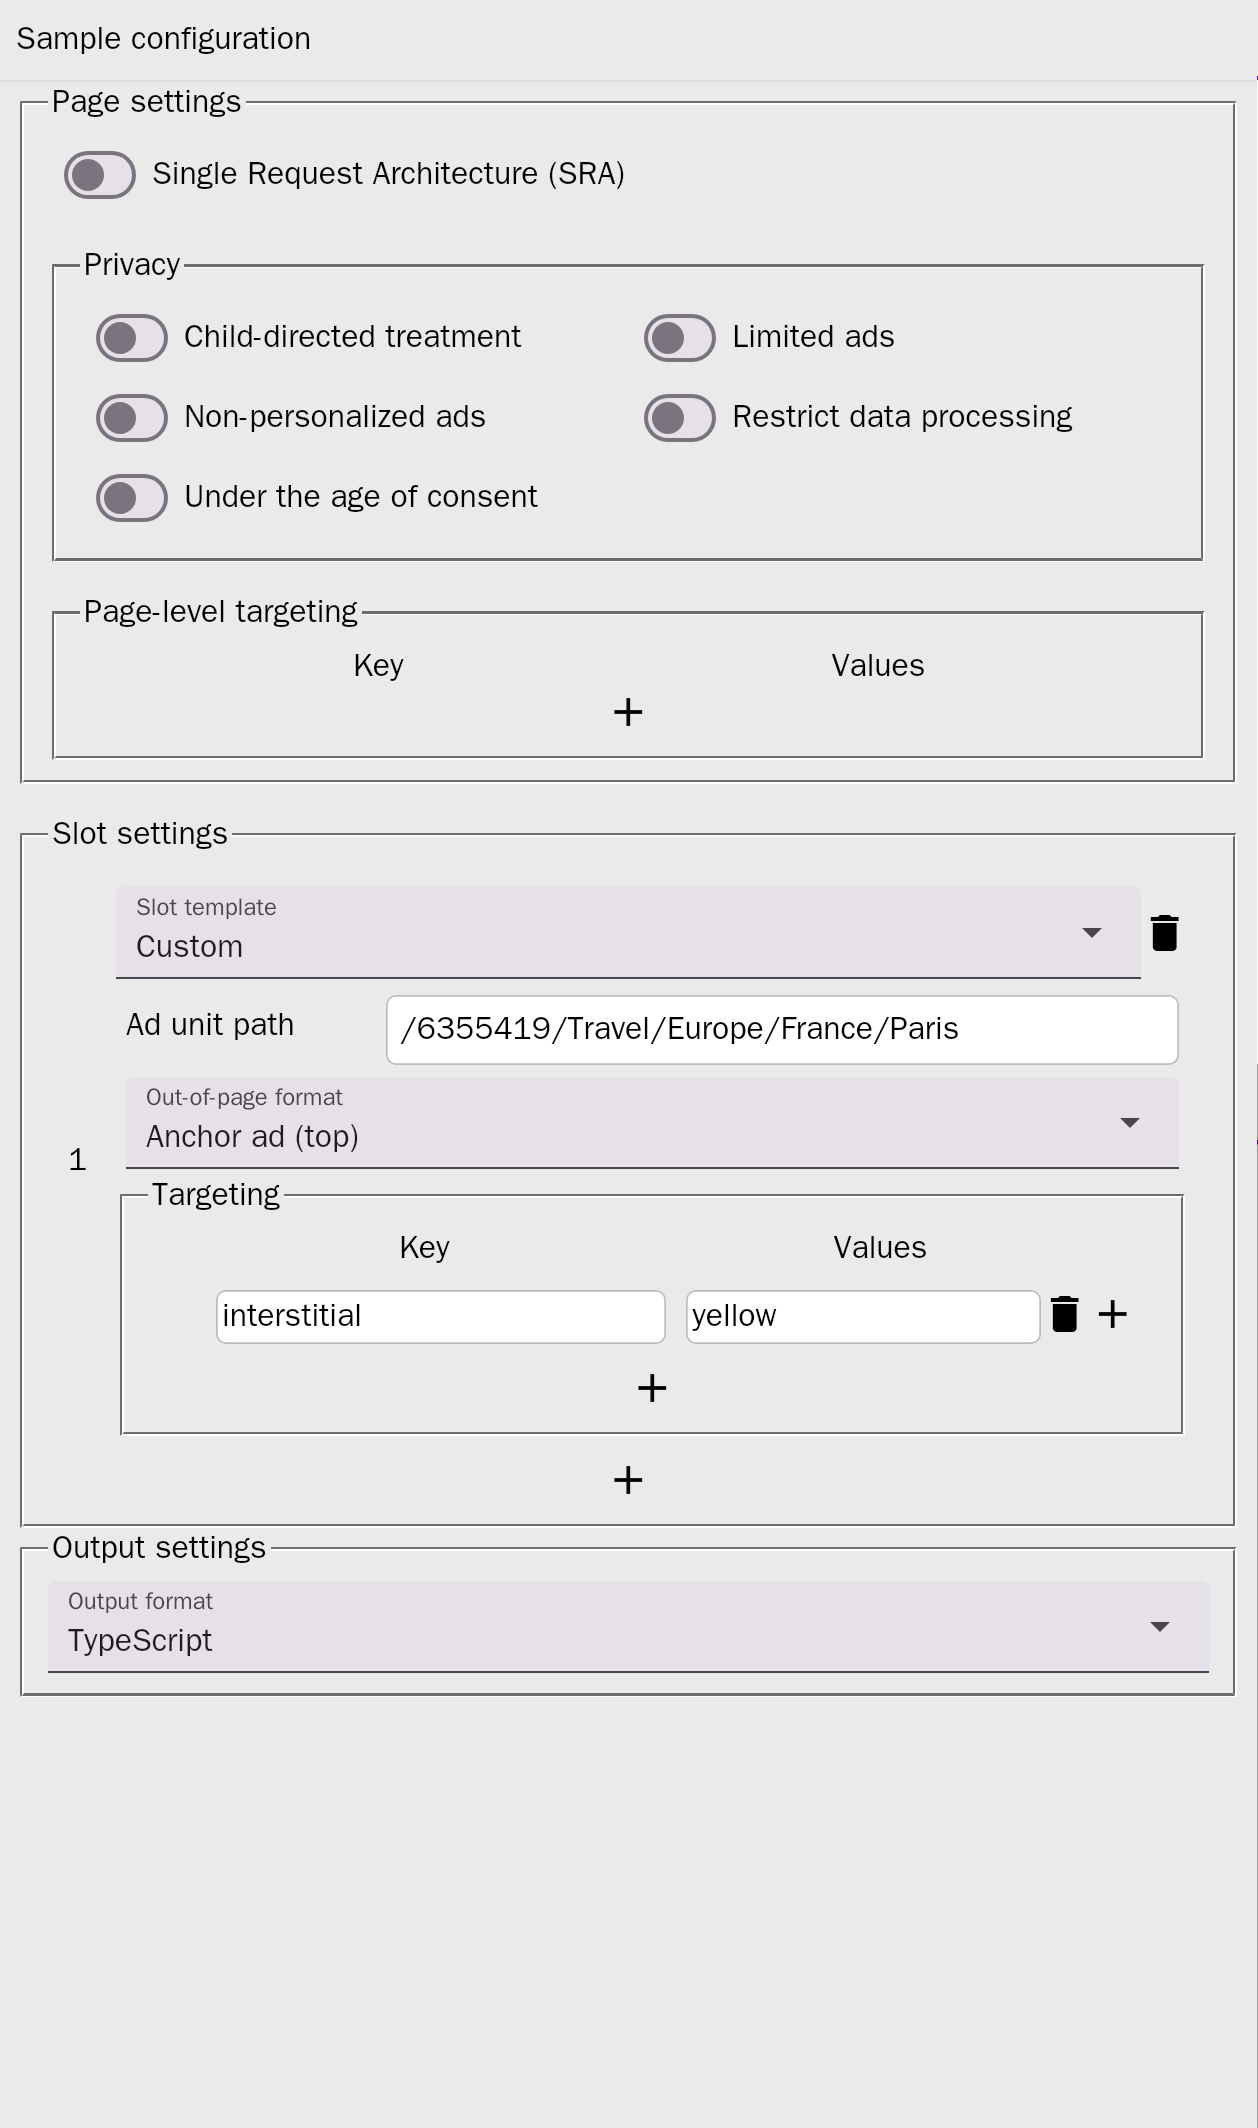 Sample configuration
Page settings
Single Request Architecture (SRA)
Privacy
Child-directed treatment
Limited ads
Non-personalized ads
Restrict data processing
Under the age of consent
Page-level targeting
Key
Values
Slot settings
Slot template
Custom
Ad unit path
/6355419/Travel/Europe/France/Paris
Out-of-page format
Anchor ad (top)
1
Targeting
Key
Values
interstitial
yellow
Output settings
Output format
TypeScript